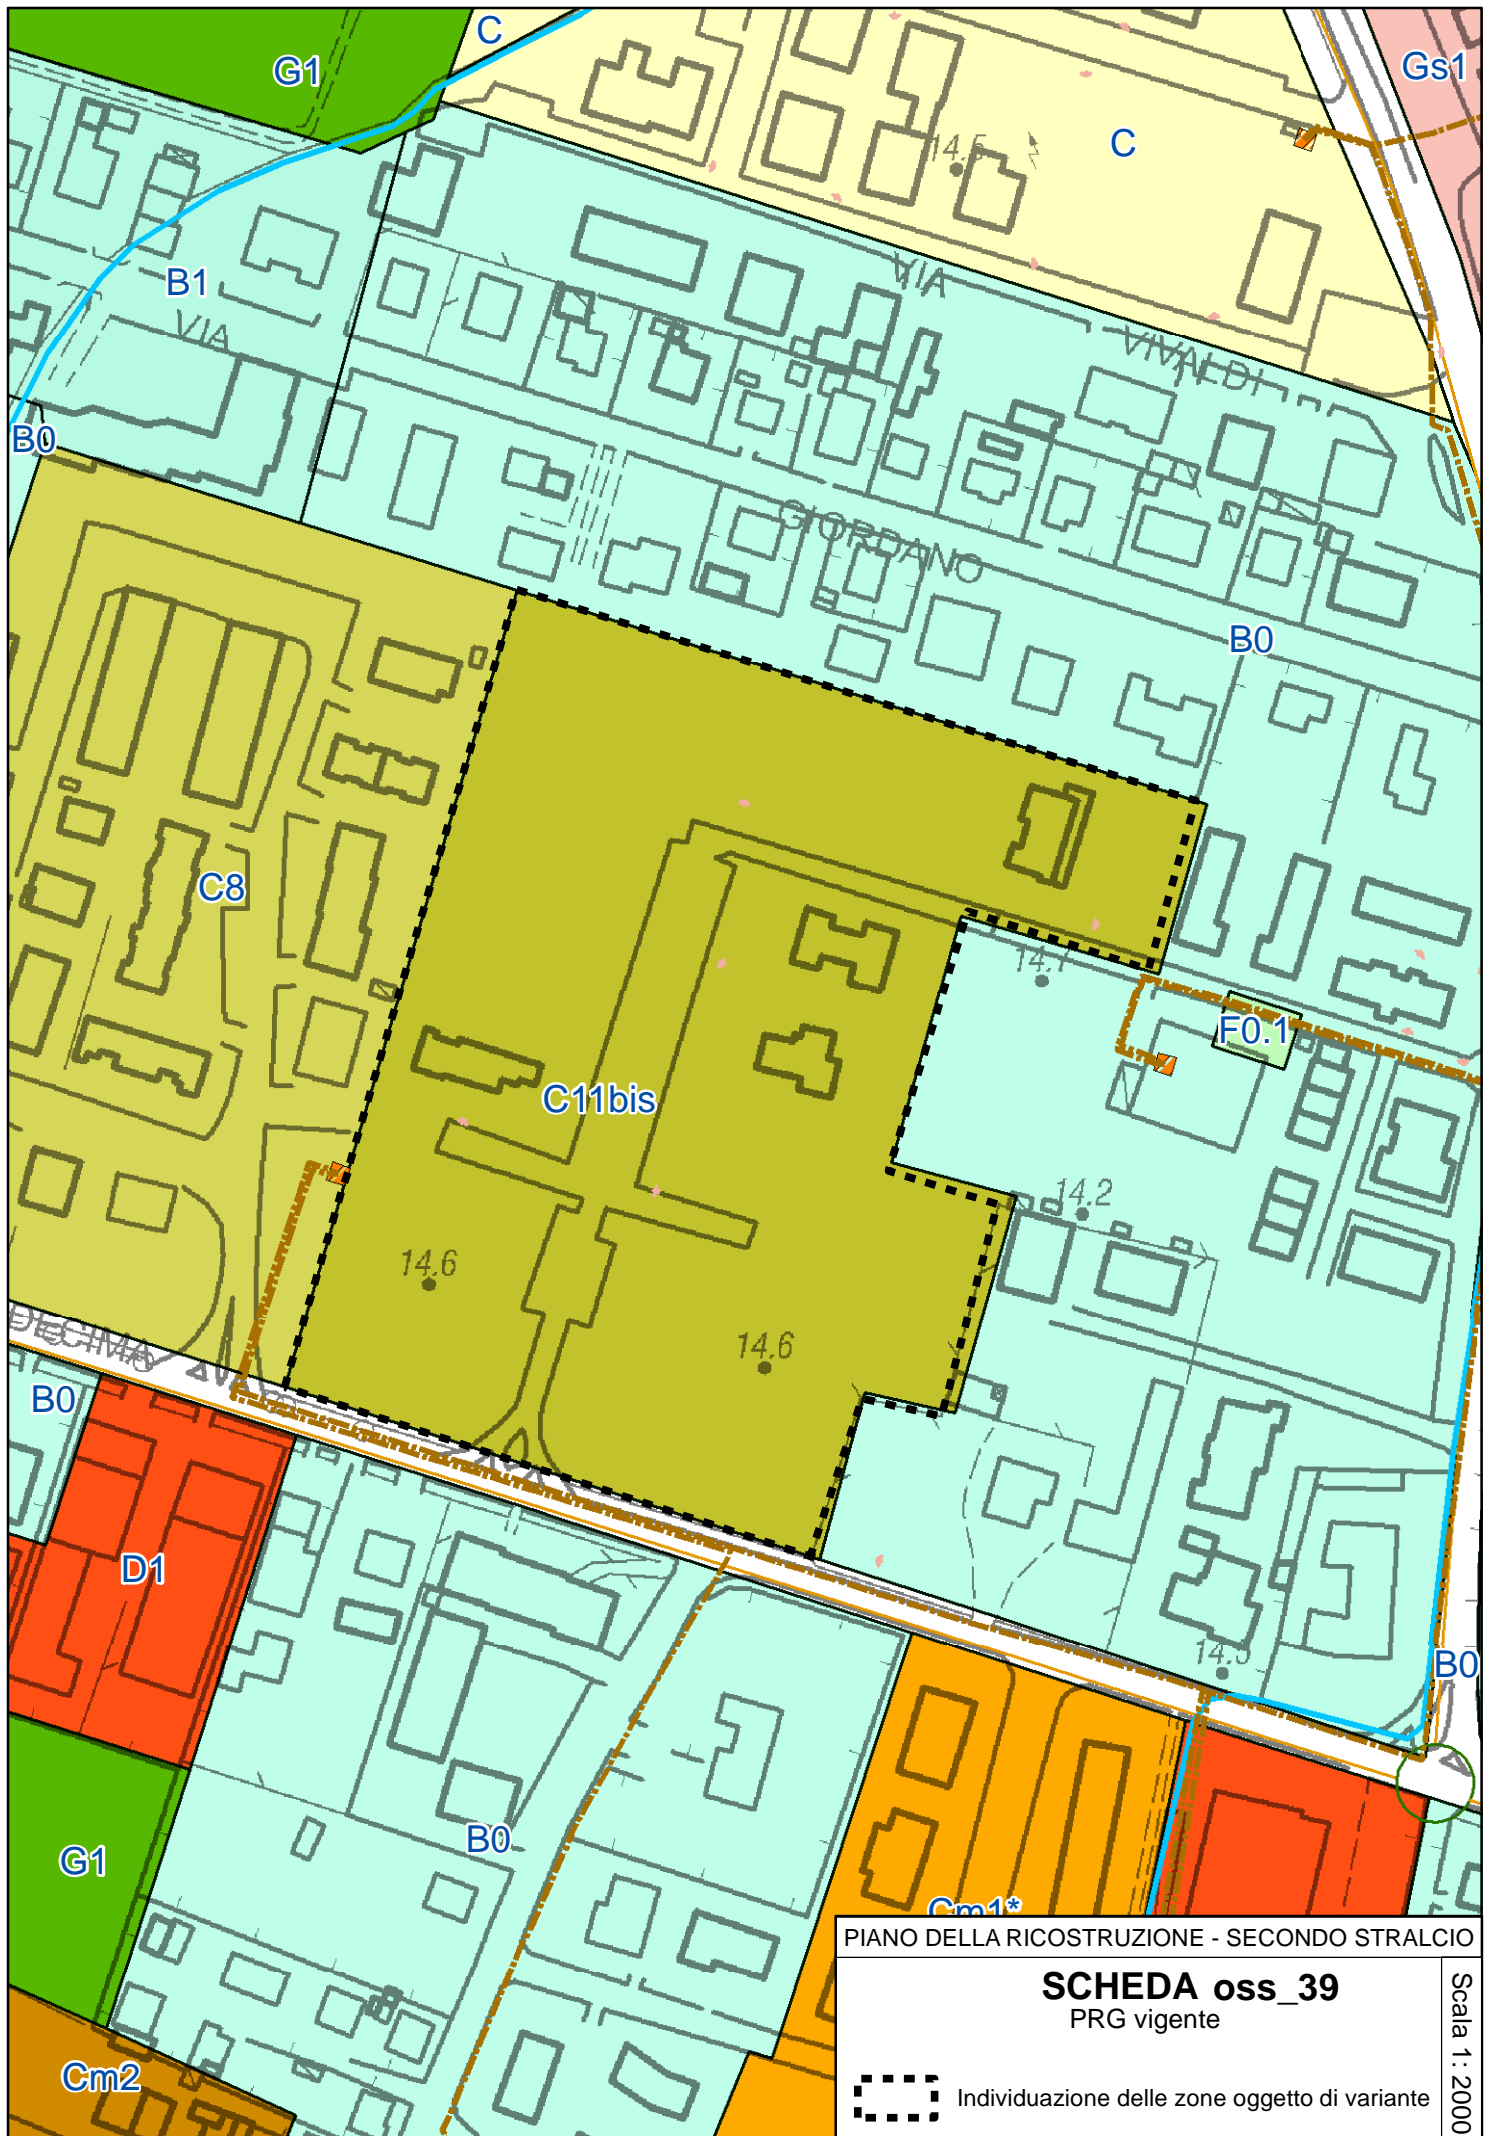 C
G1
Gs1
C
14.5
B1
VIA
VIA
VIVALDI
B0
GIORDANO
B0
C8
14.7
F0.1
C11bis
14.2
14.6
DECIMA
14.6
B0
D1
14.5
B0
B0
G1
Cm1*
Cm2
PIANO DELLA RICOSTRUZIONE - SECONDO STRALCIO
SCHEDA oss_39
PRG vigente
Individuazione delle zone oggetto di variante
Scala 1: 2000